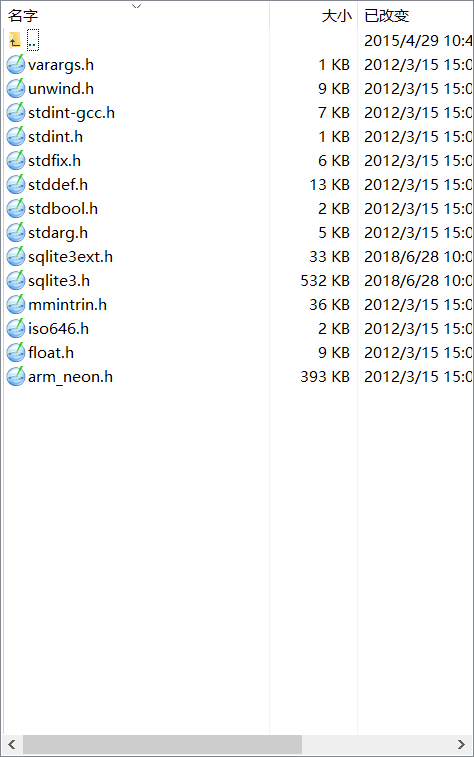 名字 大小 已改变
.. 2015/4/29 10:4
varargs.h 1 KB 2012/3/15 15:0
unwind.h 9 KB 2012/3/15 15:0
stdint-gcc.h 7 KB 2012/3/15 15:0
stdint.h 1 KB 2012/3/15 15:0
stdfix.h 6 KB 2012/3/15 15:0
stddef.h 13 KB 2012/3/15 15:0
stdbool.h 2 KB 2012/3/15 15:0
stdarg.h 5 KB 2012/3/15 15:0
sqlite3ext.h 33 KB 2018/6/28 10:0
sqlite3.h 532 KB 2018/6/28 10:0
mmintrin.h 36 KB 2012/3/15 15:0
iso646.h 2 KB 2012/3/15 15:0
float.h 9 KB 2012/3/15 15:0
arm_neon.h 393 KB 2012/3/15 15:0